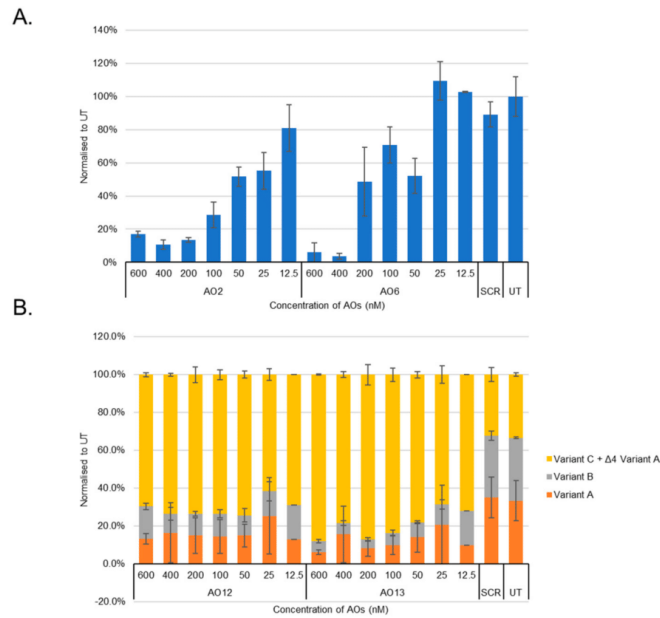 A.
140%
120%
100%
80%
60%
40%
20%
0%
Normalised to UT
600 400 200 100 50 25 12.5 600 400 200 100 50 25 12.5 SCR UT
AO2 AO6
Concentration of AOs (nM)
B.
120.0%
100.0%
80.0%
60.0%
40.0%
20.0%
0.0%
-20.0%
Normalised to UT
600 400 200 100 50 25 12.5 600 400 200 100 50 25 12.5 SCR UT
AO12 AO13
Concentration of AOs (nM)
Variant C + Δ4 Variant A
Variant B
Variant A